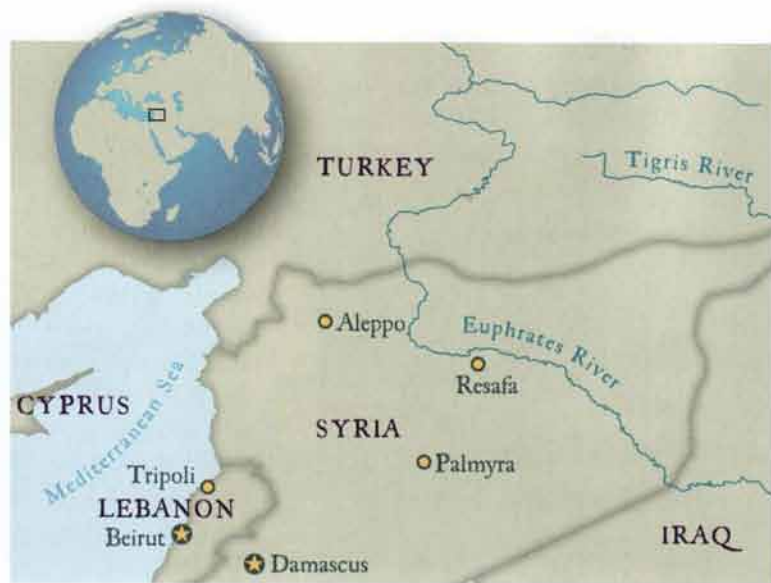 TURKEY
Tigris River
Aleppo
Euphrates River
Resafa
CYPRUS
Mediterranean Sea
SYRIA
Palmyra
Tripoli
LEBANON
Beirut
IRAQ
Damascus